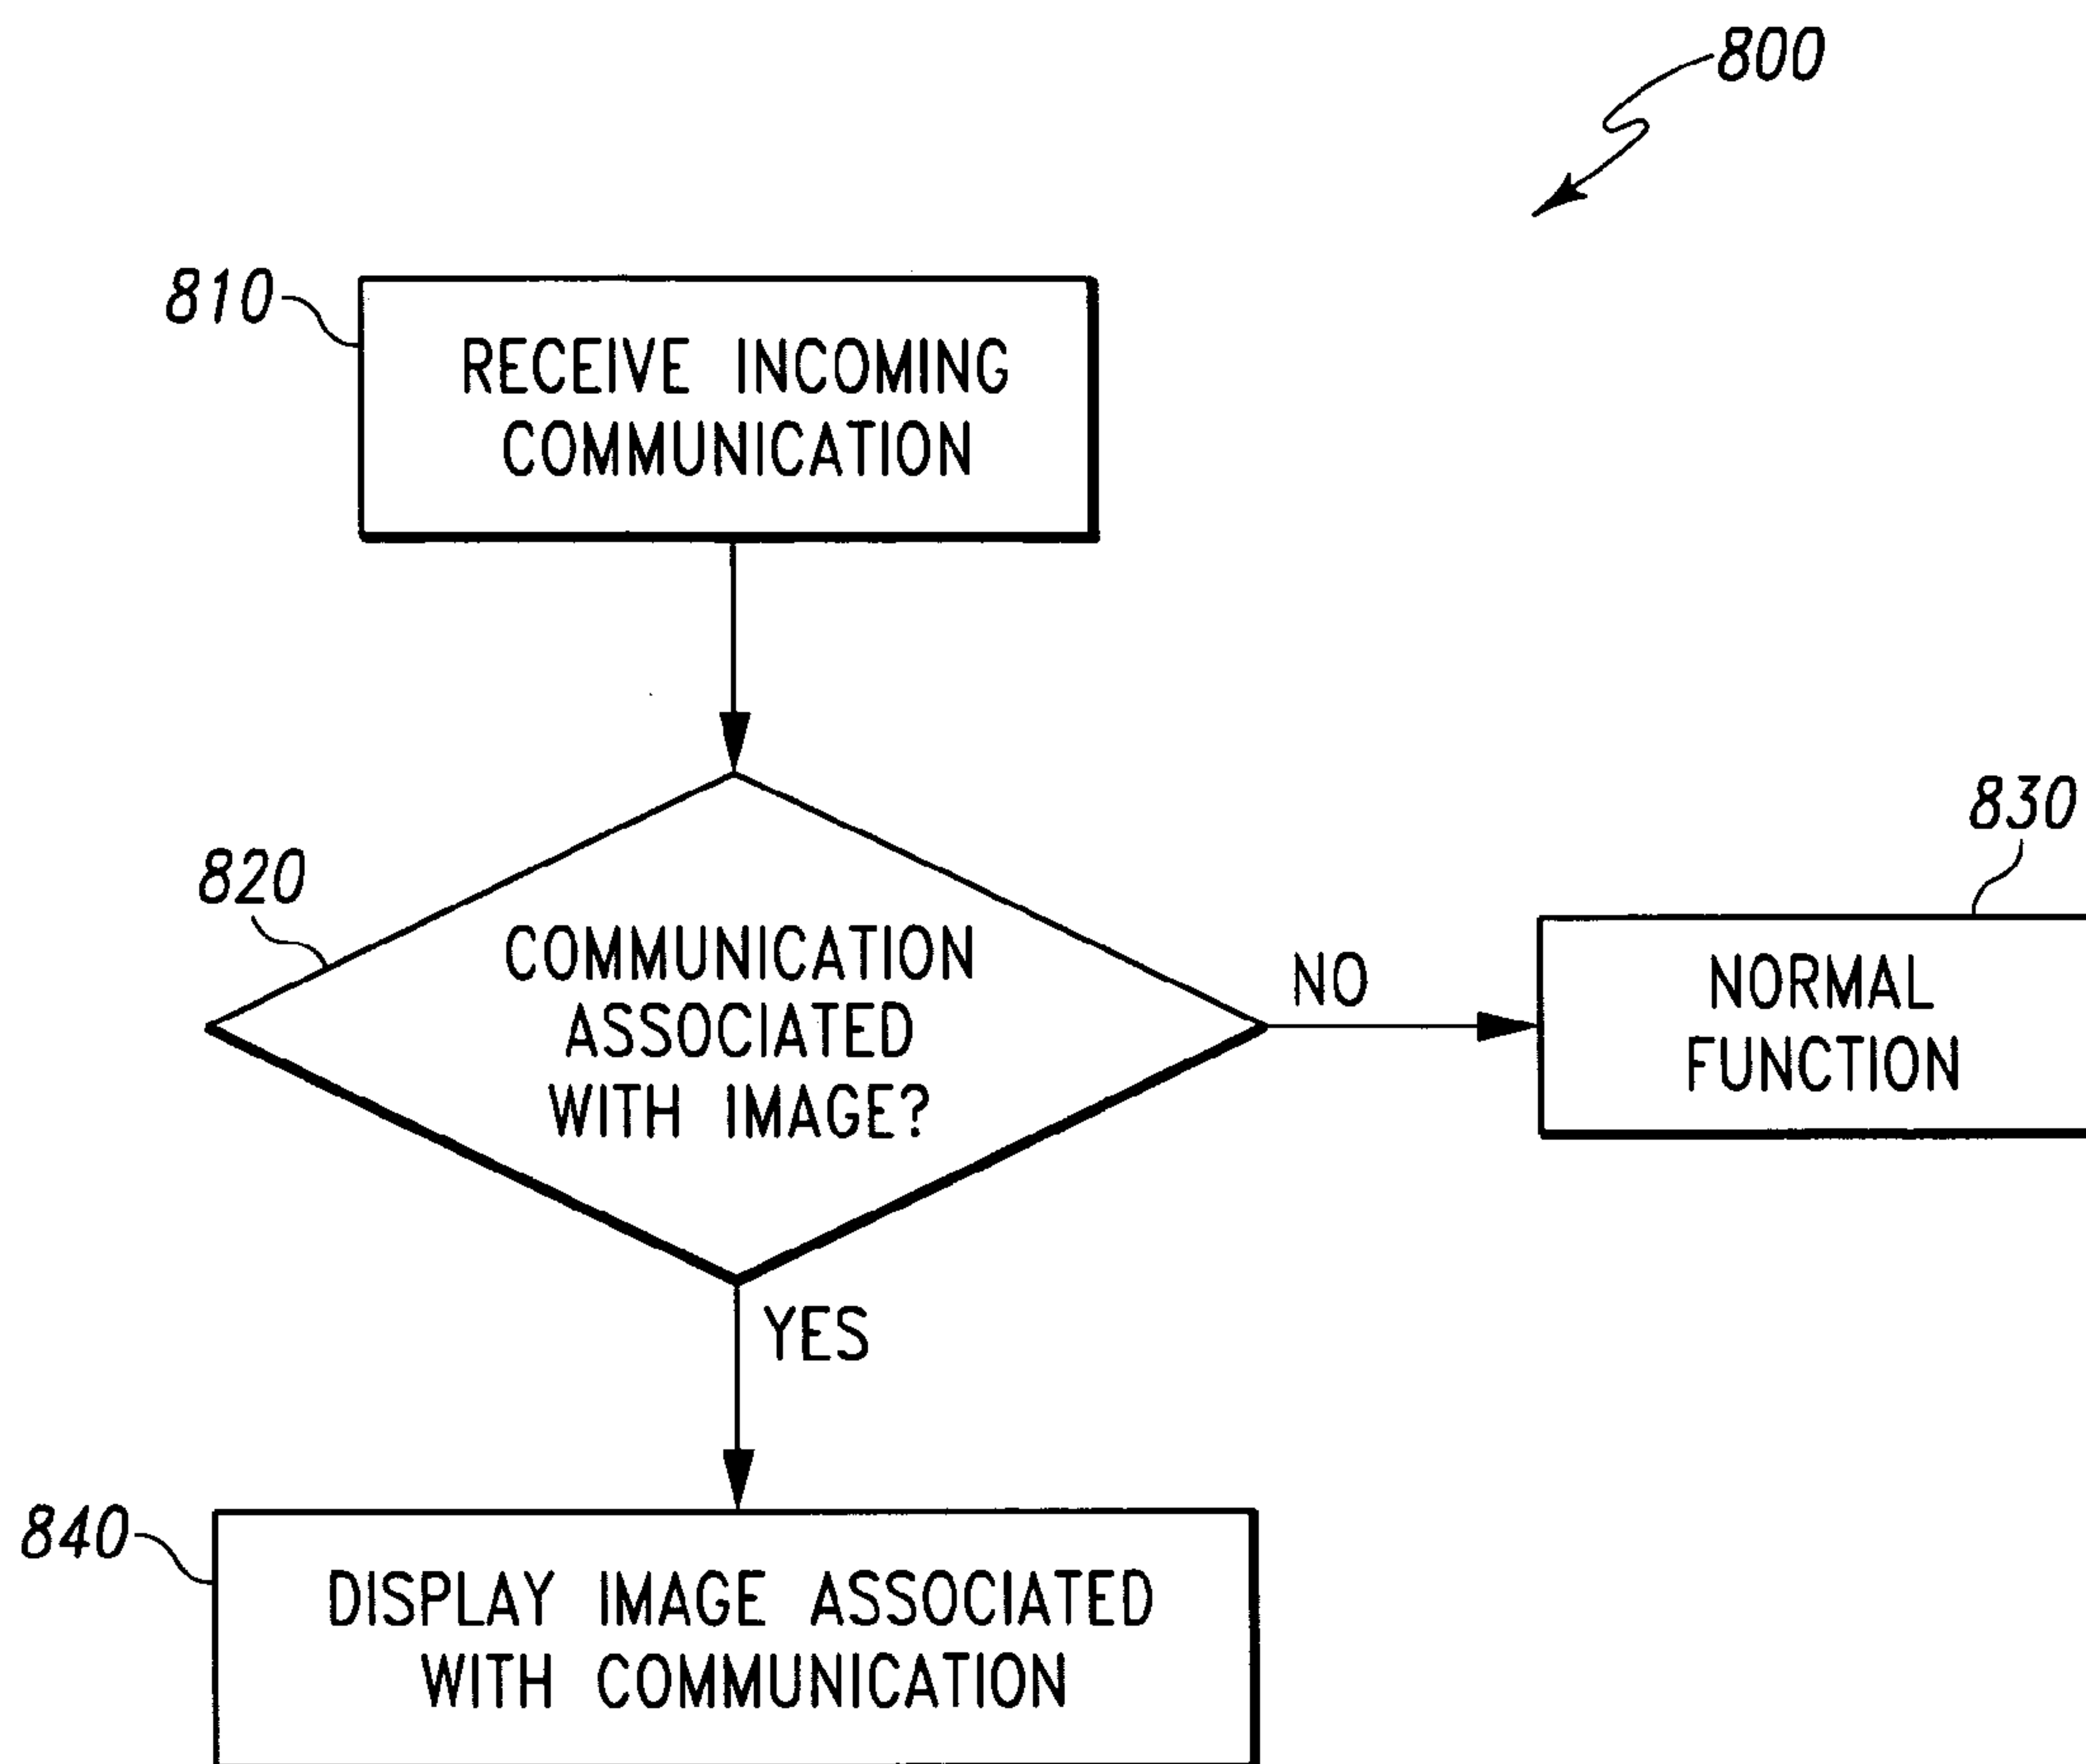 800
810
RECEIVE INCOMING
COMMUNICATION
820
COMMUNICATION
ASSOCIATED
WITH IMAGE?
NO
830
NORMAL
FUNCTION
YES
840
DISPLAY IMAGE ASSOCIATED
WITH COMMUNICATION